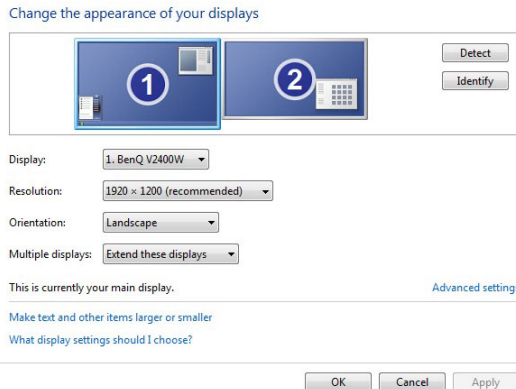 Change the appearance of your displays
1
2
Detect
Identify
Display: 1. BenQ V2400W
Resolution: 1920 × 1200 (recommended)
Orientation: Landscape
Multiple displays: Extend these displays
This is currently your main display. Advanced setting
Make text and other items larger or smaller
What display settings should I choose?
OK Cancel Apply